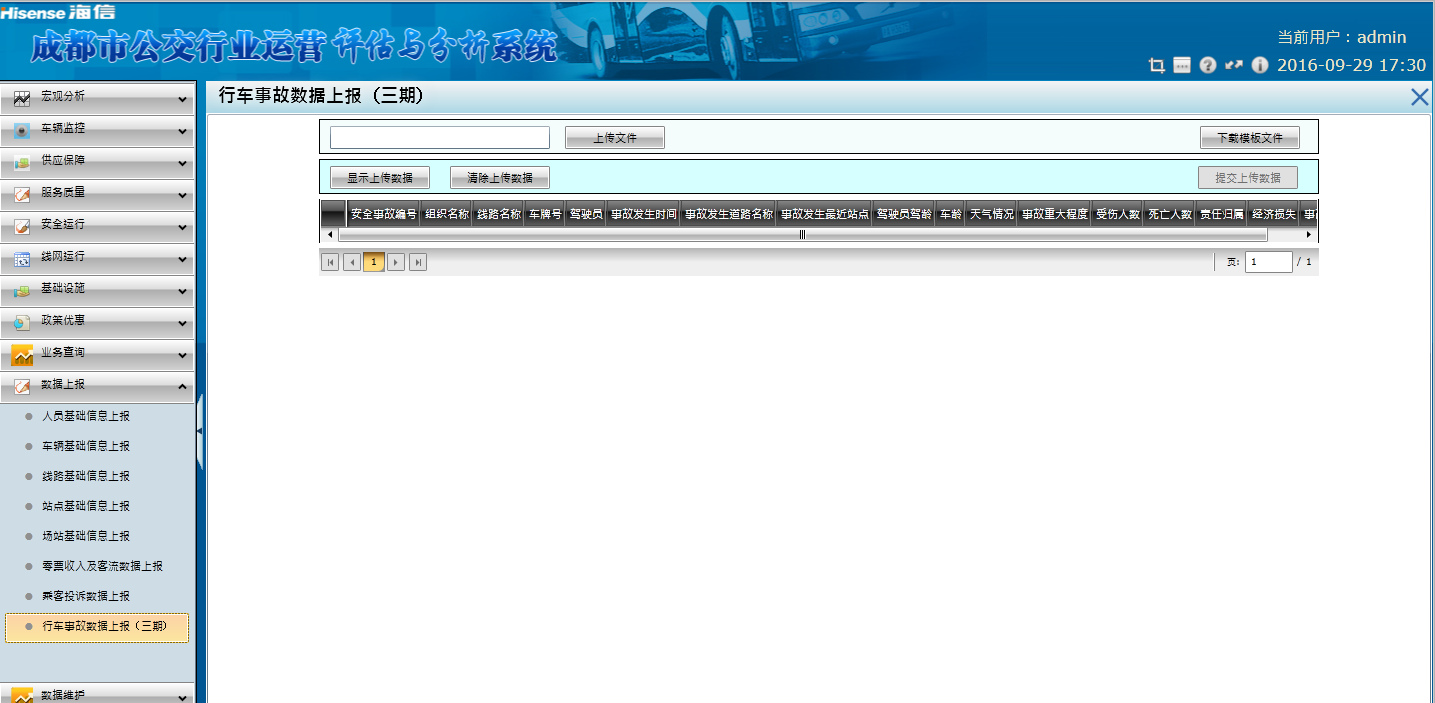 Hisense 海信
成都市公交行业运营评估与分析系统
当前用户：admin
2016-09-29 17:30
宏观分析
车辆监控
供应保障
服务质量
安全运行
线网运行
基础设施
政策优惠
业务查询
数据上报
人员基础信息上报
车辆基础信息上报
线路基础信息上报
站点基础信息上报
场站基础信息上报
零票收入及客流数据上报
乘客投诉数据上报
行车事故数据上报（三期）
数据维护
行车事故数据上报（三期）
上传文件 下载模板文件
显示上传数据 清除上传数据 提交上传数据
安全事故编号 组织名称 线路名称 车牌号 驾驶员 事故发生时间 事故发生道路名称 事故发生最近站点 驾驶员驾龄 车龄 天气情况 事故重大程度 受伤人数 死亡人数 责任归属 经济损失 事
1 页: 1 / 1